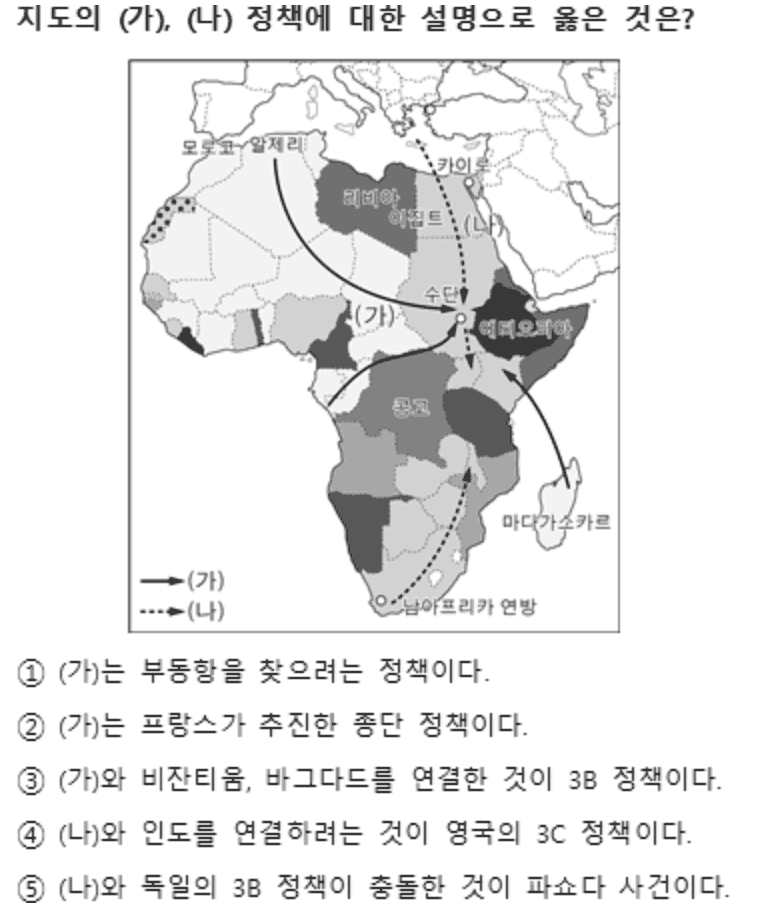 지도의 (가), (나) 정책에 대한 설명으로 옳은 것은?
모로코 알제리
카이로
리비아
이집트
(나)
수단
(가)
에티오피아
콩고
마다가스카르
→(가)
⇢(나)
남아프리카 연방
① (가)는 부동항을 찾으려는 정책이다.
② (가)는 프랑스가 추진한 종단 정책이다.
③ (가)와 비잔티움, 바그다드를 연결한 것이 3B 정책이다.
④ (나)와 인도를 연결하려는 것이 영국의 3C 정책이다.
⑤ (나)와 독일의 3B 정책이 충돌한 것이 파쇼다 사건이다.